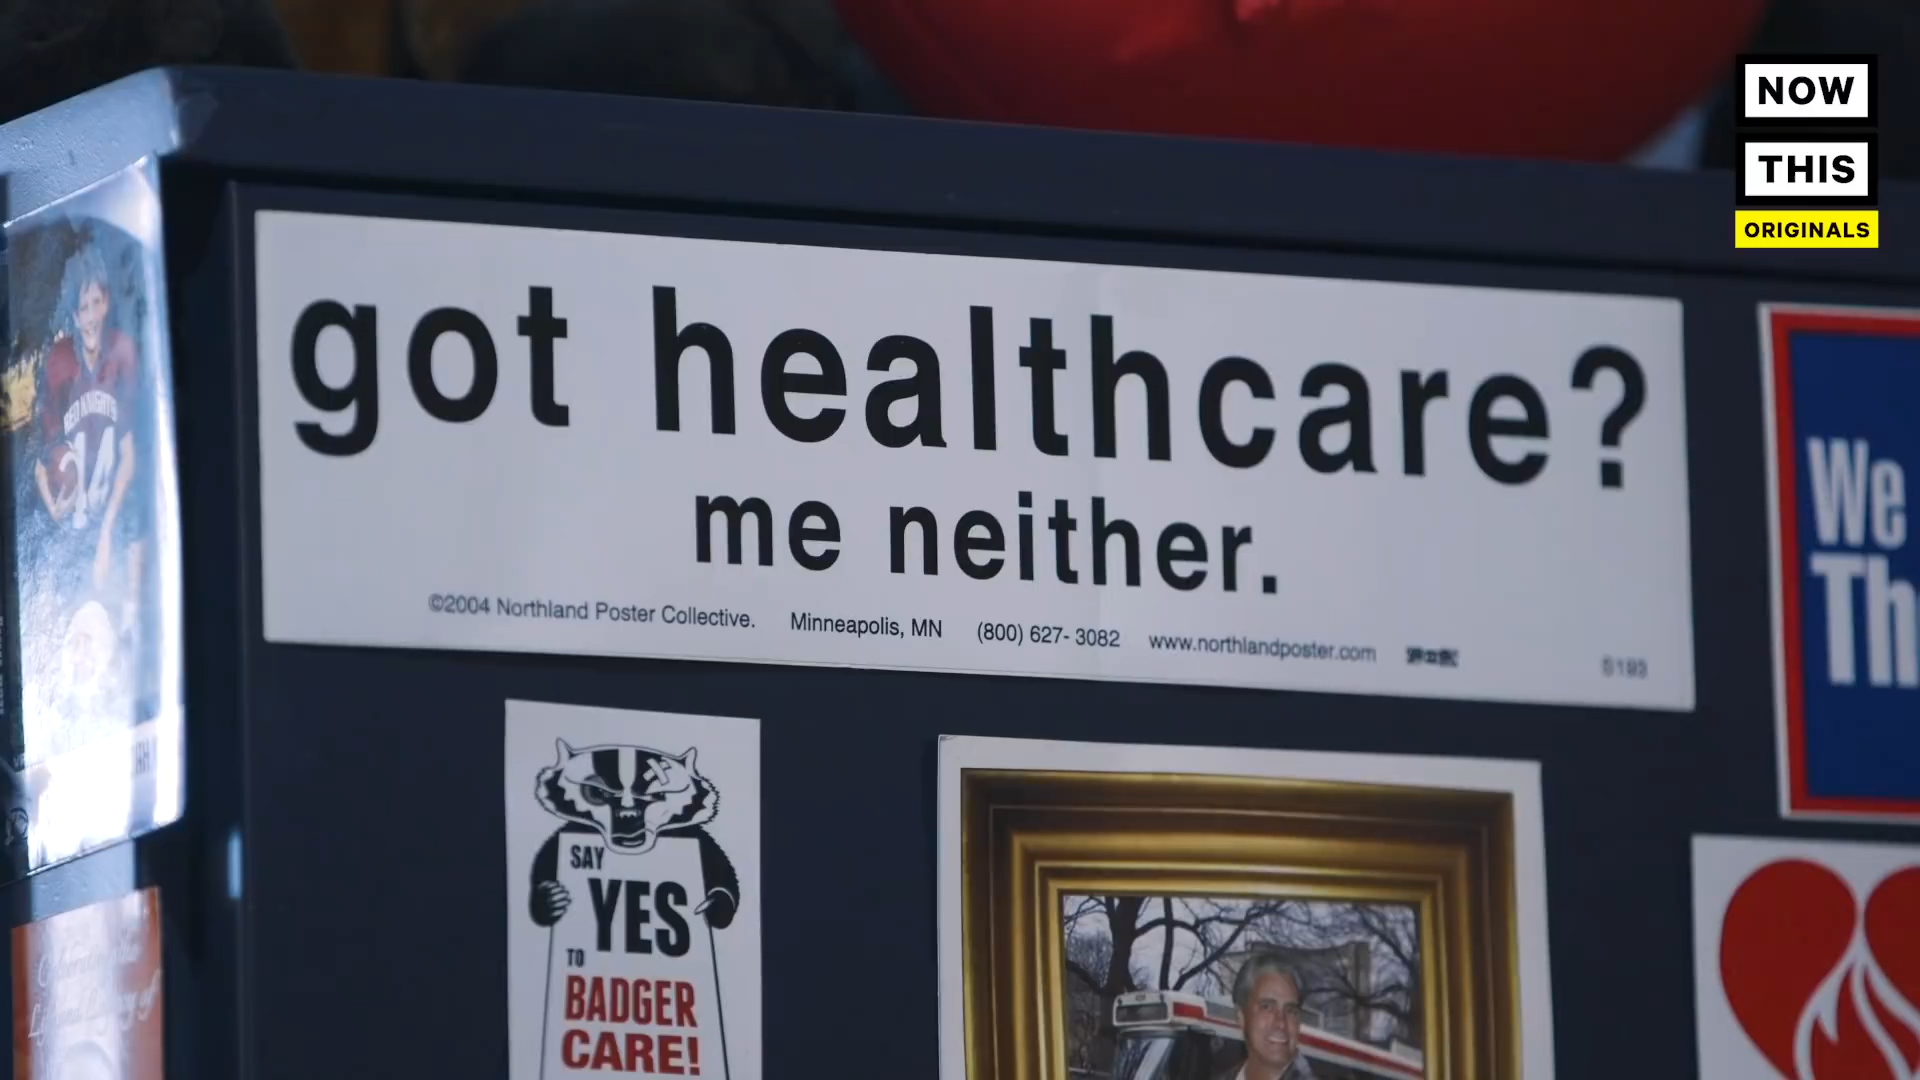 NOW
THIS
ORIGINALS
got healthcare?
me neither.
©2004 Northland Poster Collective. Minneapolis, MN (800) 627- 3082 www.northlandposter.com
S193
We
Th
RED KNIGHTS
14
SAY
YES
TO
BADGER
CARE!